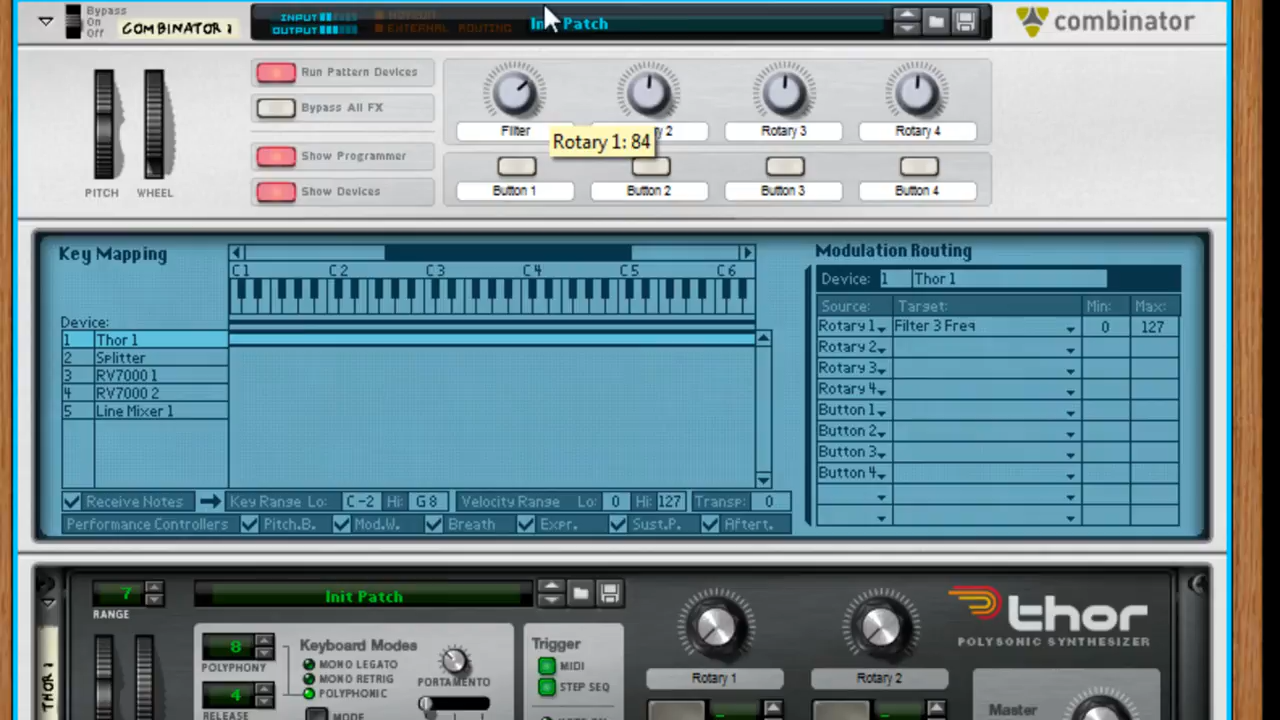 Bypass
On
Off
COMBINATOR 1
INPUT
OUTPUT
MIDI OUT
EXTERNAL ROUTING
Init Patch
combinator
Run Pattern Devices
Bypass All FX
Show Programmer
Show Devices
PITCH
WHEEL
Filter
Rotary 3
Rotary 4
Rotary 1: 84
Button 1
Button 2
Button 3
Button 4
Key Mapping
C1 C2 C3 C4 C5 C6
Device:
1 Thor 1
2 Splitter
3 RV7000 1
4 RV7000 2
5 Line Mixer 1
Receive Notes
Key Range Lo: C -2 Hi: G 8
Velocity Range Lo: 0 Hi: 127
Transp: 0
Performance Controllers
Pitch.B.
Mod.W.
Breath
Expr.
Sust.P.
Aftert.
Modulation Routing
Device: 1 Thor 1
Source: Target: Min: Max:
Rotary 1 Filter 3 Freq 0 127
Rotary 2
Rotary 3
Rotary 4
Button 1
Button 2
Button 3
Button 4
7
RANGE
Init Patch
thor
POLYSONIC SYNTHESIZER
THOR 1
8
POLYPHONY
4
RELEASE
Keyboard Modes
MONO LEGATO
MONO RETRIG
POLYPHONIC
MODE
PORTAMENTO
Trigger
MIDI
STEP SEQ
Rotary 1
Rotary 2
Master